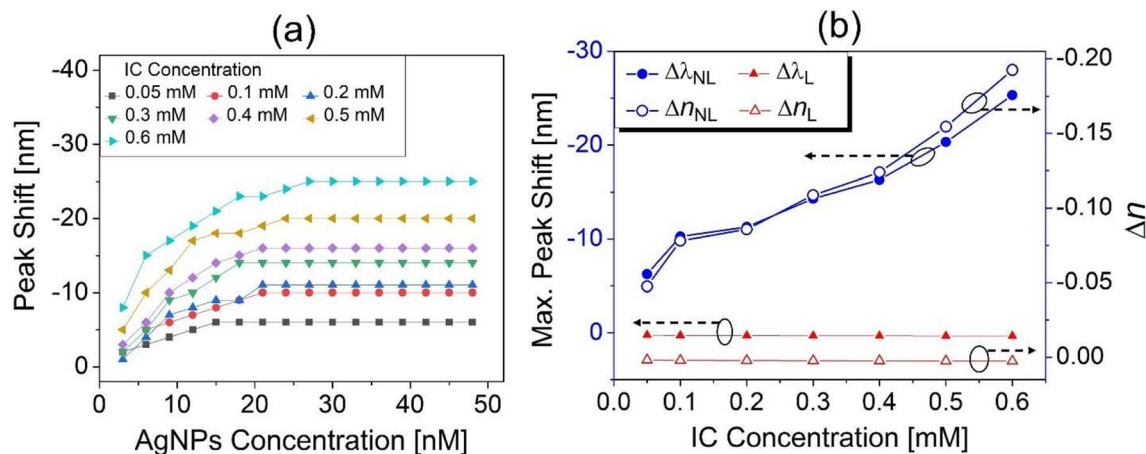 (a)
IC Concentration
0.05 mM 0.1 mM 0.2 mM
0.3 mM 0.4 mM 0.5 mM
0.6 mM
-40
-30
-20
-10
0
Peak Shift [nm]
0 10 20 30 40 50
AgNPs Concentration [nM]
(b)
Δλ_NL Δλ_L
Δn_NL Δn_L
-30
-20
-10
0
Max. Peak Shift [nm]
-0.20
-0.15
-0.10
-0.05
0.00
Δn
0.0 0.1 0.2 0.3 0.4 0.5 0.6
IC Concentration [mM]